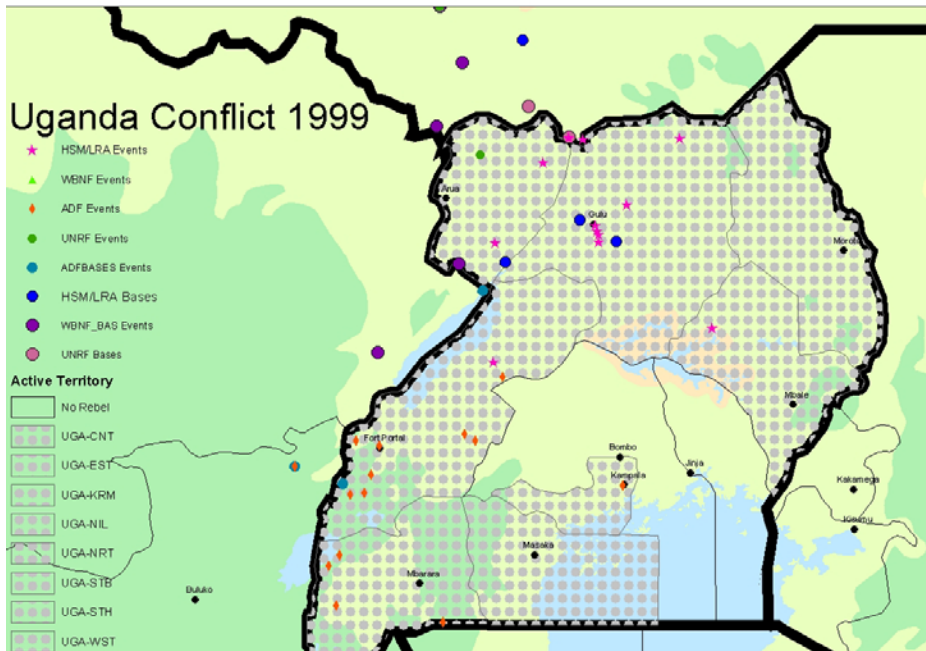 Uganda Conflict 1999
HSM/LRA Events
WBNF Events
ADF Events
UNRF Events
ADFBASES Events
HSM/LRA Bases
WBNF_BAS Events
UNRF Bases
Active Territory
No Rebel
UGA-CNT
UGA-EST
UGA-KRM
UGA-NIL
UGA-NRT
UGA-STB
UGA-STH
UGA-WST
Arua
Gulu
Moroto
Mbale
Fort Portal
Bombo
Kampala
Jinja
Kakamega
Kisumu
Masaka
Mbarara